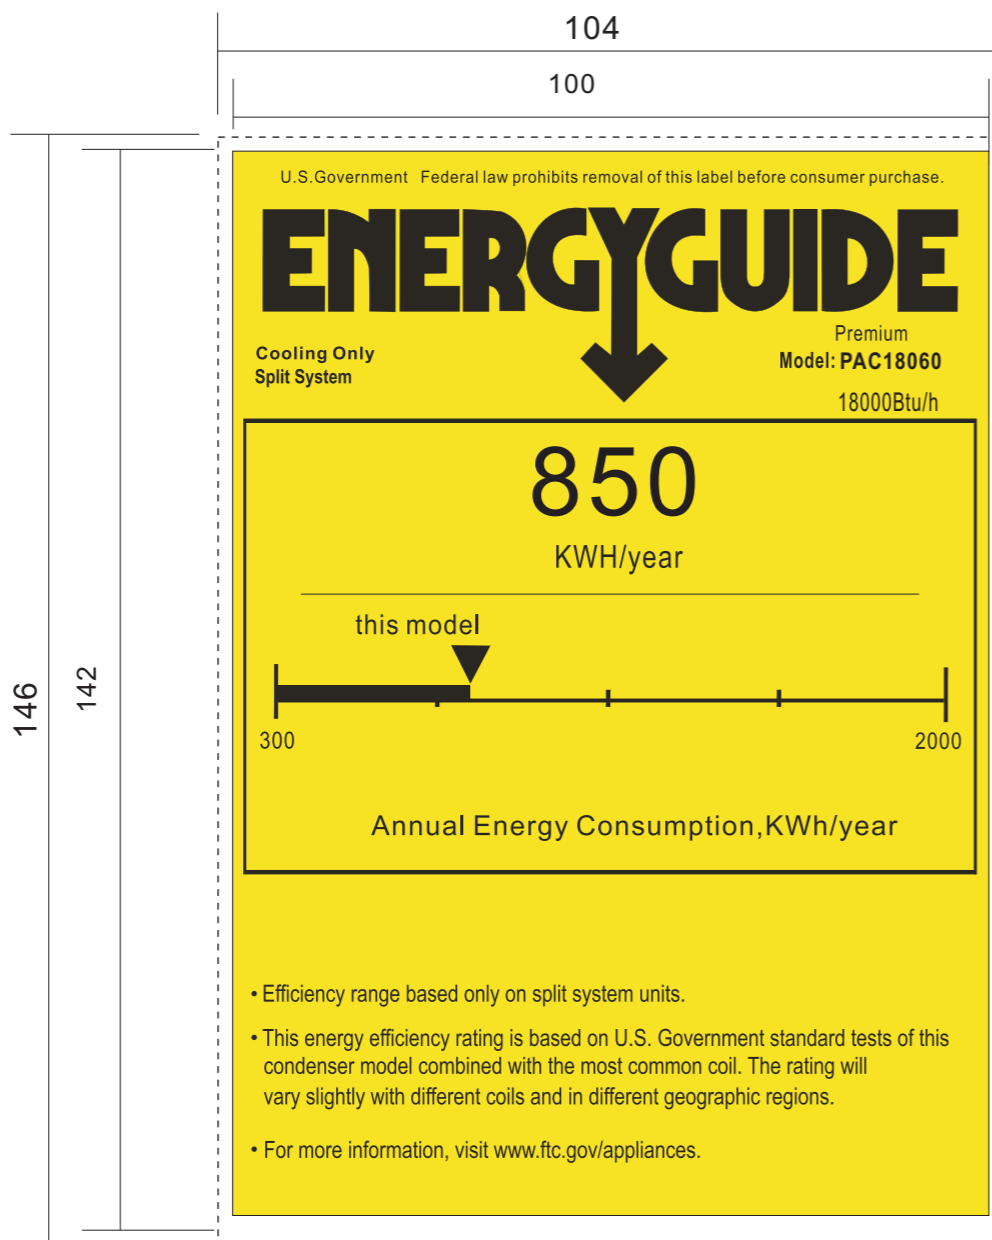 104
100
146
142
U.S.Government Federal law prohibits removal of this label before consumer purchase.
ENERGYGUIDE
Cooling Only
Split System
Premium
Model: PAC18060
18000Btu/h
850
KWH/year
this model
300
2000
Annual Energy Consumption,KWh/year
• Efficiency range based only on split system units.
• This energy efficiency rating is based on U.S. Government standard tests of this
condenser model combined with the most common coil. The rating will
vary slightly with different coils and in different geographic regions.
• For more information, visit www.ftc.gov/appliances.